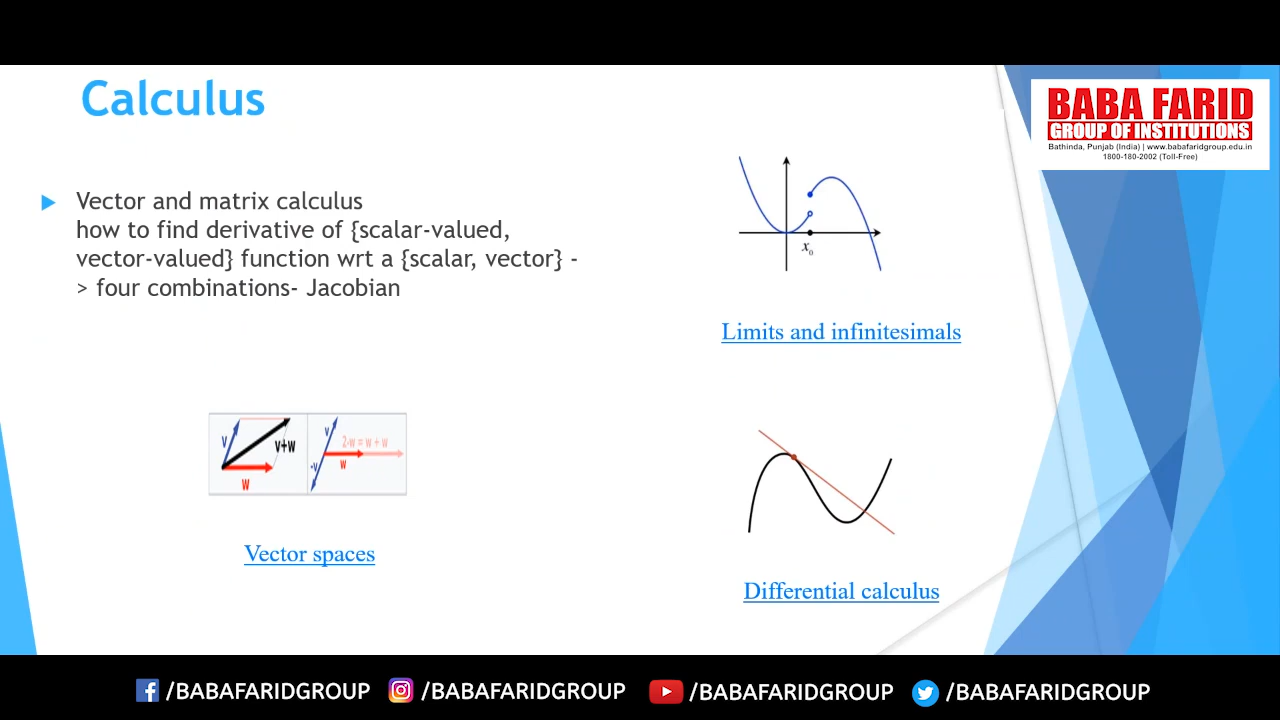 Calculus
BABA FARID
GROUP OF INSTITUTIONS
Bathinda, Punjab (India) | www.babafaridgroup.edu.in
1800-180-2002 (Toll-Free)
Vector and matrix calculus
how to find derivative of {scalar-valued,
vector-valued} function wrt a {scalar, vector} -
> four combinations- Jacobian
x₀
Limits and infinitesimals
v
v+w
w
v
2·w = w + w
-v
w
Vector spaces
Differential calculus
/BABAFARIDGROUP
/BABAFARIDGROUP
/BABAFARIDGROUP
/BABAFARIDGROUP